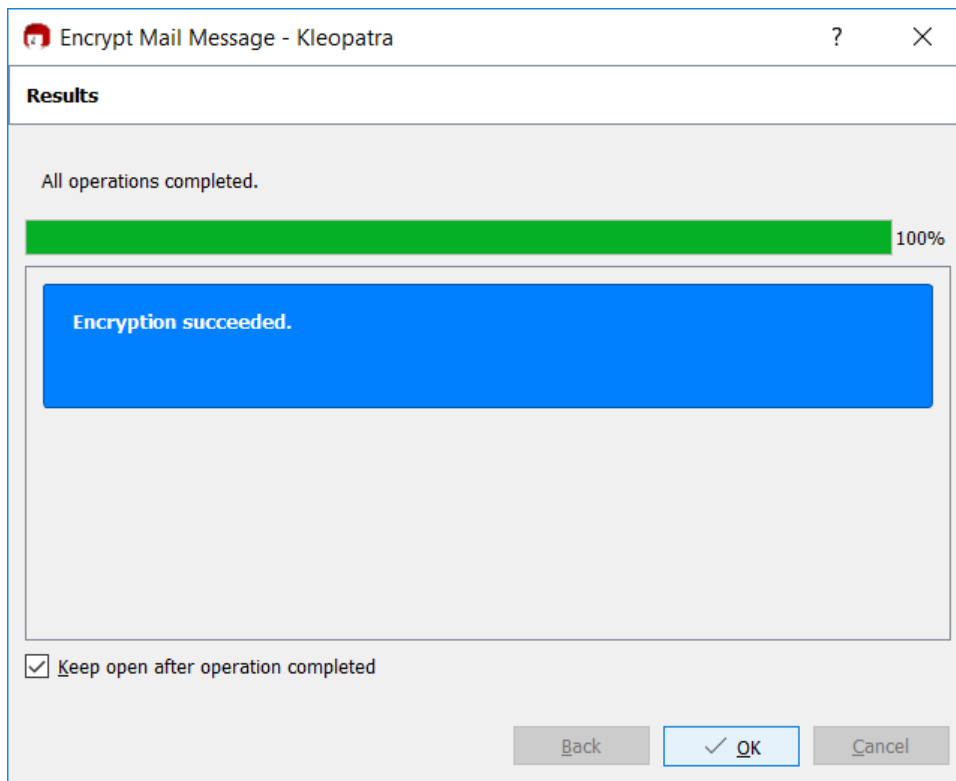 Encrypt Mail Message - Kleopatra
?
Results
All operations completed.
100%
Encryption succeeded.
Keep open after operation completed
Back
OK
Cancel